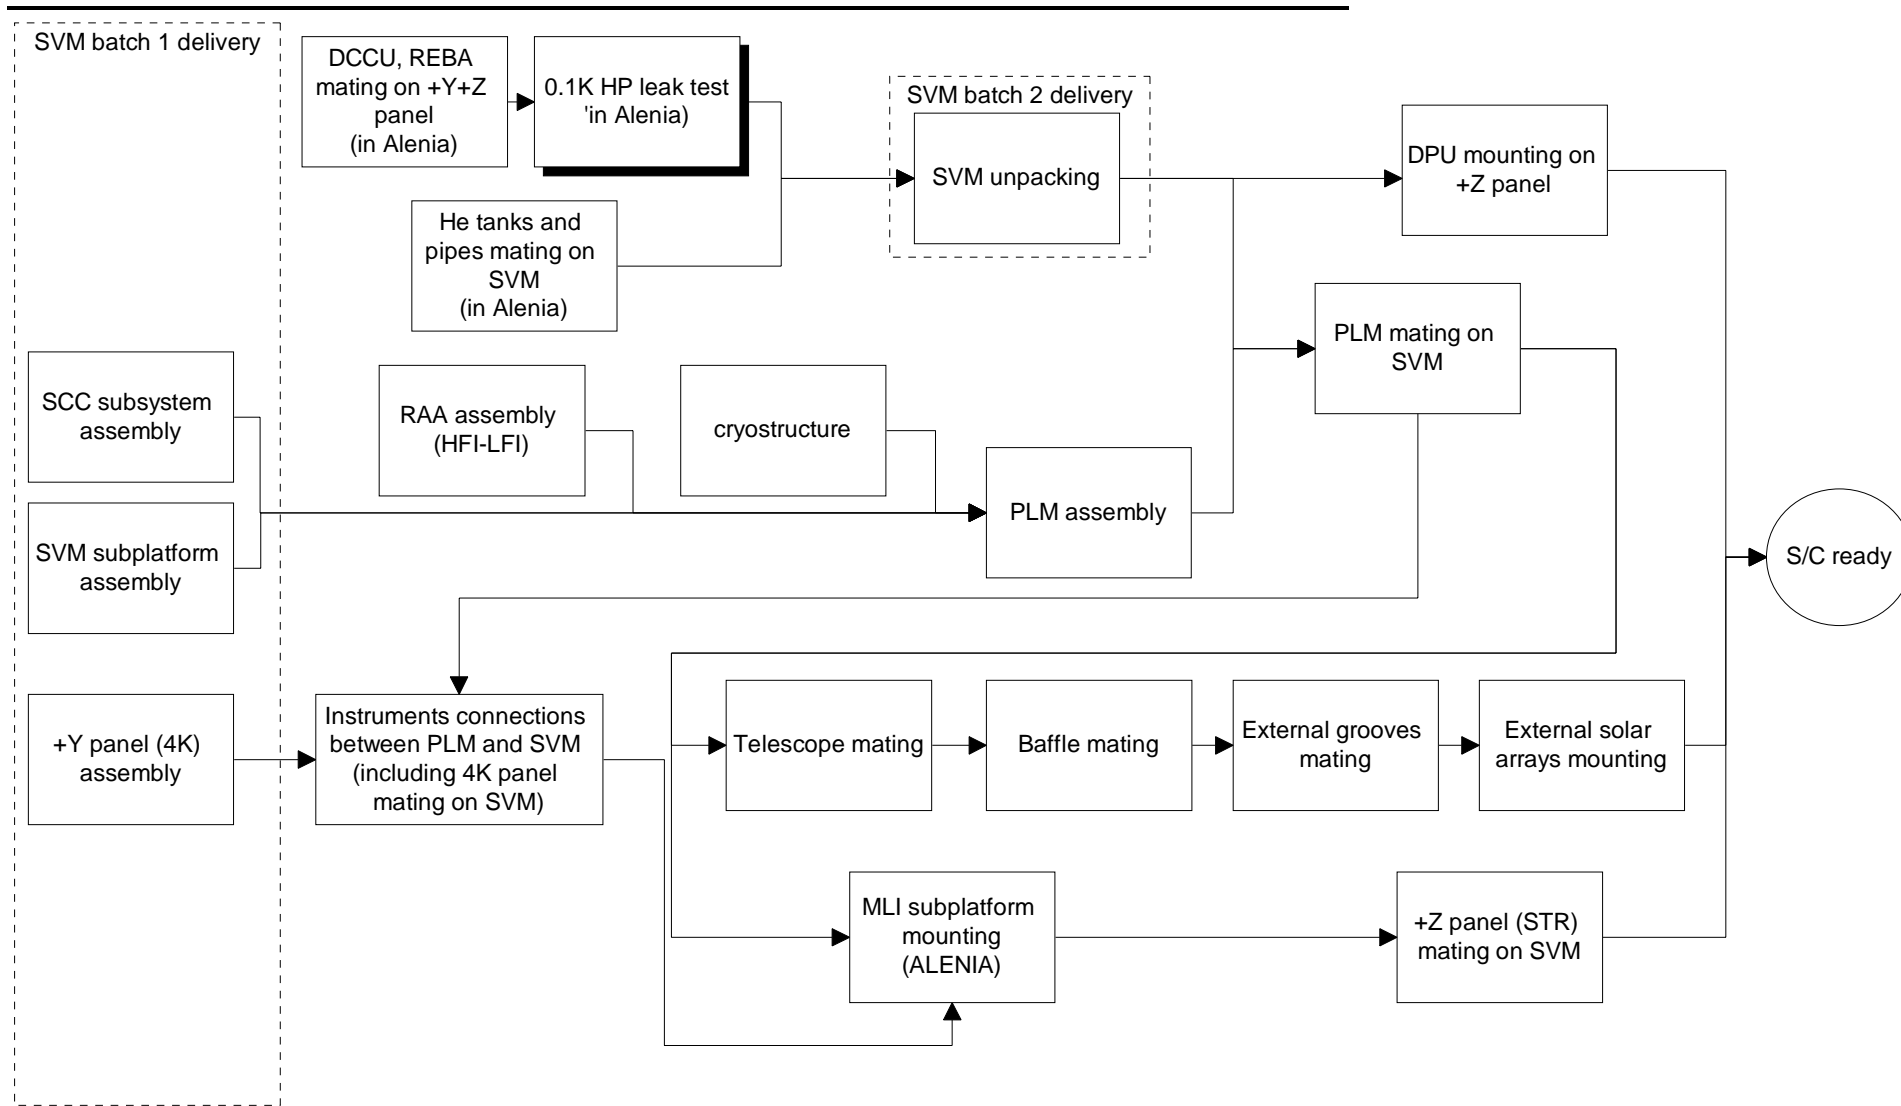 SVM batch 1 delivery
DCCU, REBA
mating on +Y+Z
panel
(in Alenia)
0.1K HP leak test
'in Alenia)
SVM batch 2 delivery
SVM unpacking
DPU mounting on
+Z panel
He tanks and
pipes mating on
SVM
(in Alenia)
PLM mating on
SVM
SCC subsystem
assembly
RAA assembly
(HFI-LFI)
cryostructure
PLM assembly
SVM subplatform
assembly
S/C ready
+Y panel (4K)
assembly
Instruments connections
between PLM and SVM
(including 4K panel
mating on SVM)
Telescope mating
Baffle mating
External grooves
mating
External solar
arrays mounting
MLI subplatform
mounting
(ALENIA)
+Z panel (STR)
mating on SVM